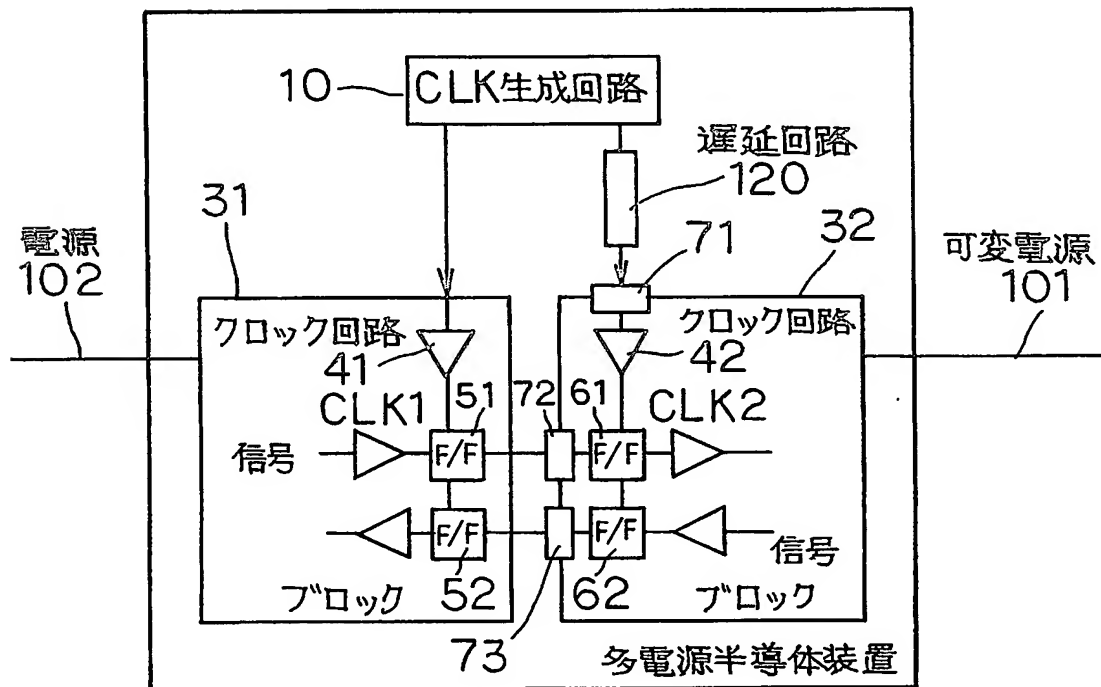 10
CLK生成回路
遅延回路
120
31
71
32
電源
102
可変電源
101
クロック回路
41
クロック回路
42
CLK1
51
72
61
CLK2
信号
F/F
F/F
F/F
F/F
信号
ブロック
52
62
ブロック
73
多電源半導体装置